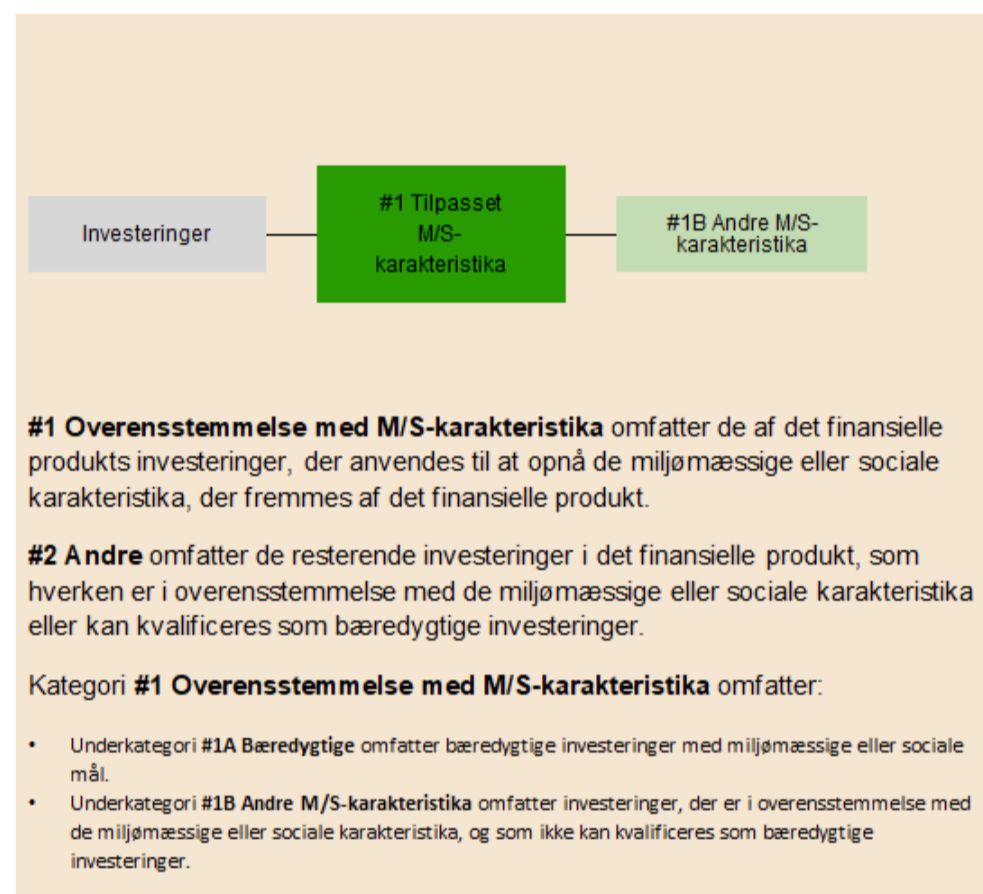 Investeringer
#1 Tilpasset
M/S-
karakteristika
#1B Andre M/S-
karakteristika
#1 Overensstemmelse med M/S-karakteristika omfatter de af det finansielle
produkts investeringer, der anvendes til at opnå de miljømæssige eller sociale
karakteristika, der fremmes af det finansielle produkt.
#2 Andre omfatter de resterende investeringer i det finansielle produkt, som
hverken er i overensstemmelse med de miljømæssige eller sociale karakteristika
eller kan kvalificeres som bæredygtige investeringer.
Kategori #1 Overensstemmelse med M/S-karakteristika omfatter:
• Underkategori #1A Bæredygtige omfatter bæredygtige investeringer med miljømæssige eller sociale
mål.
• Underkategori #1B Andre M/S-karakteristika omfatter investeringer, der er i overensstemmelse med
de miljømæssige eller sociale karakteristika, og som ikke kan kvalificeres som bæredygtige
investeringer.